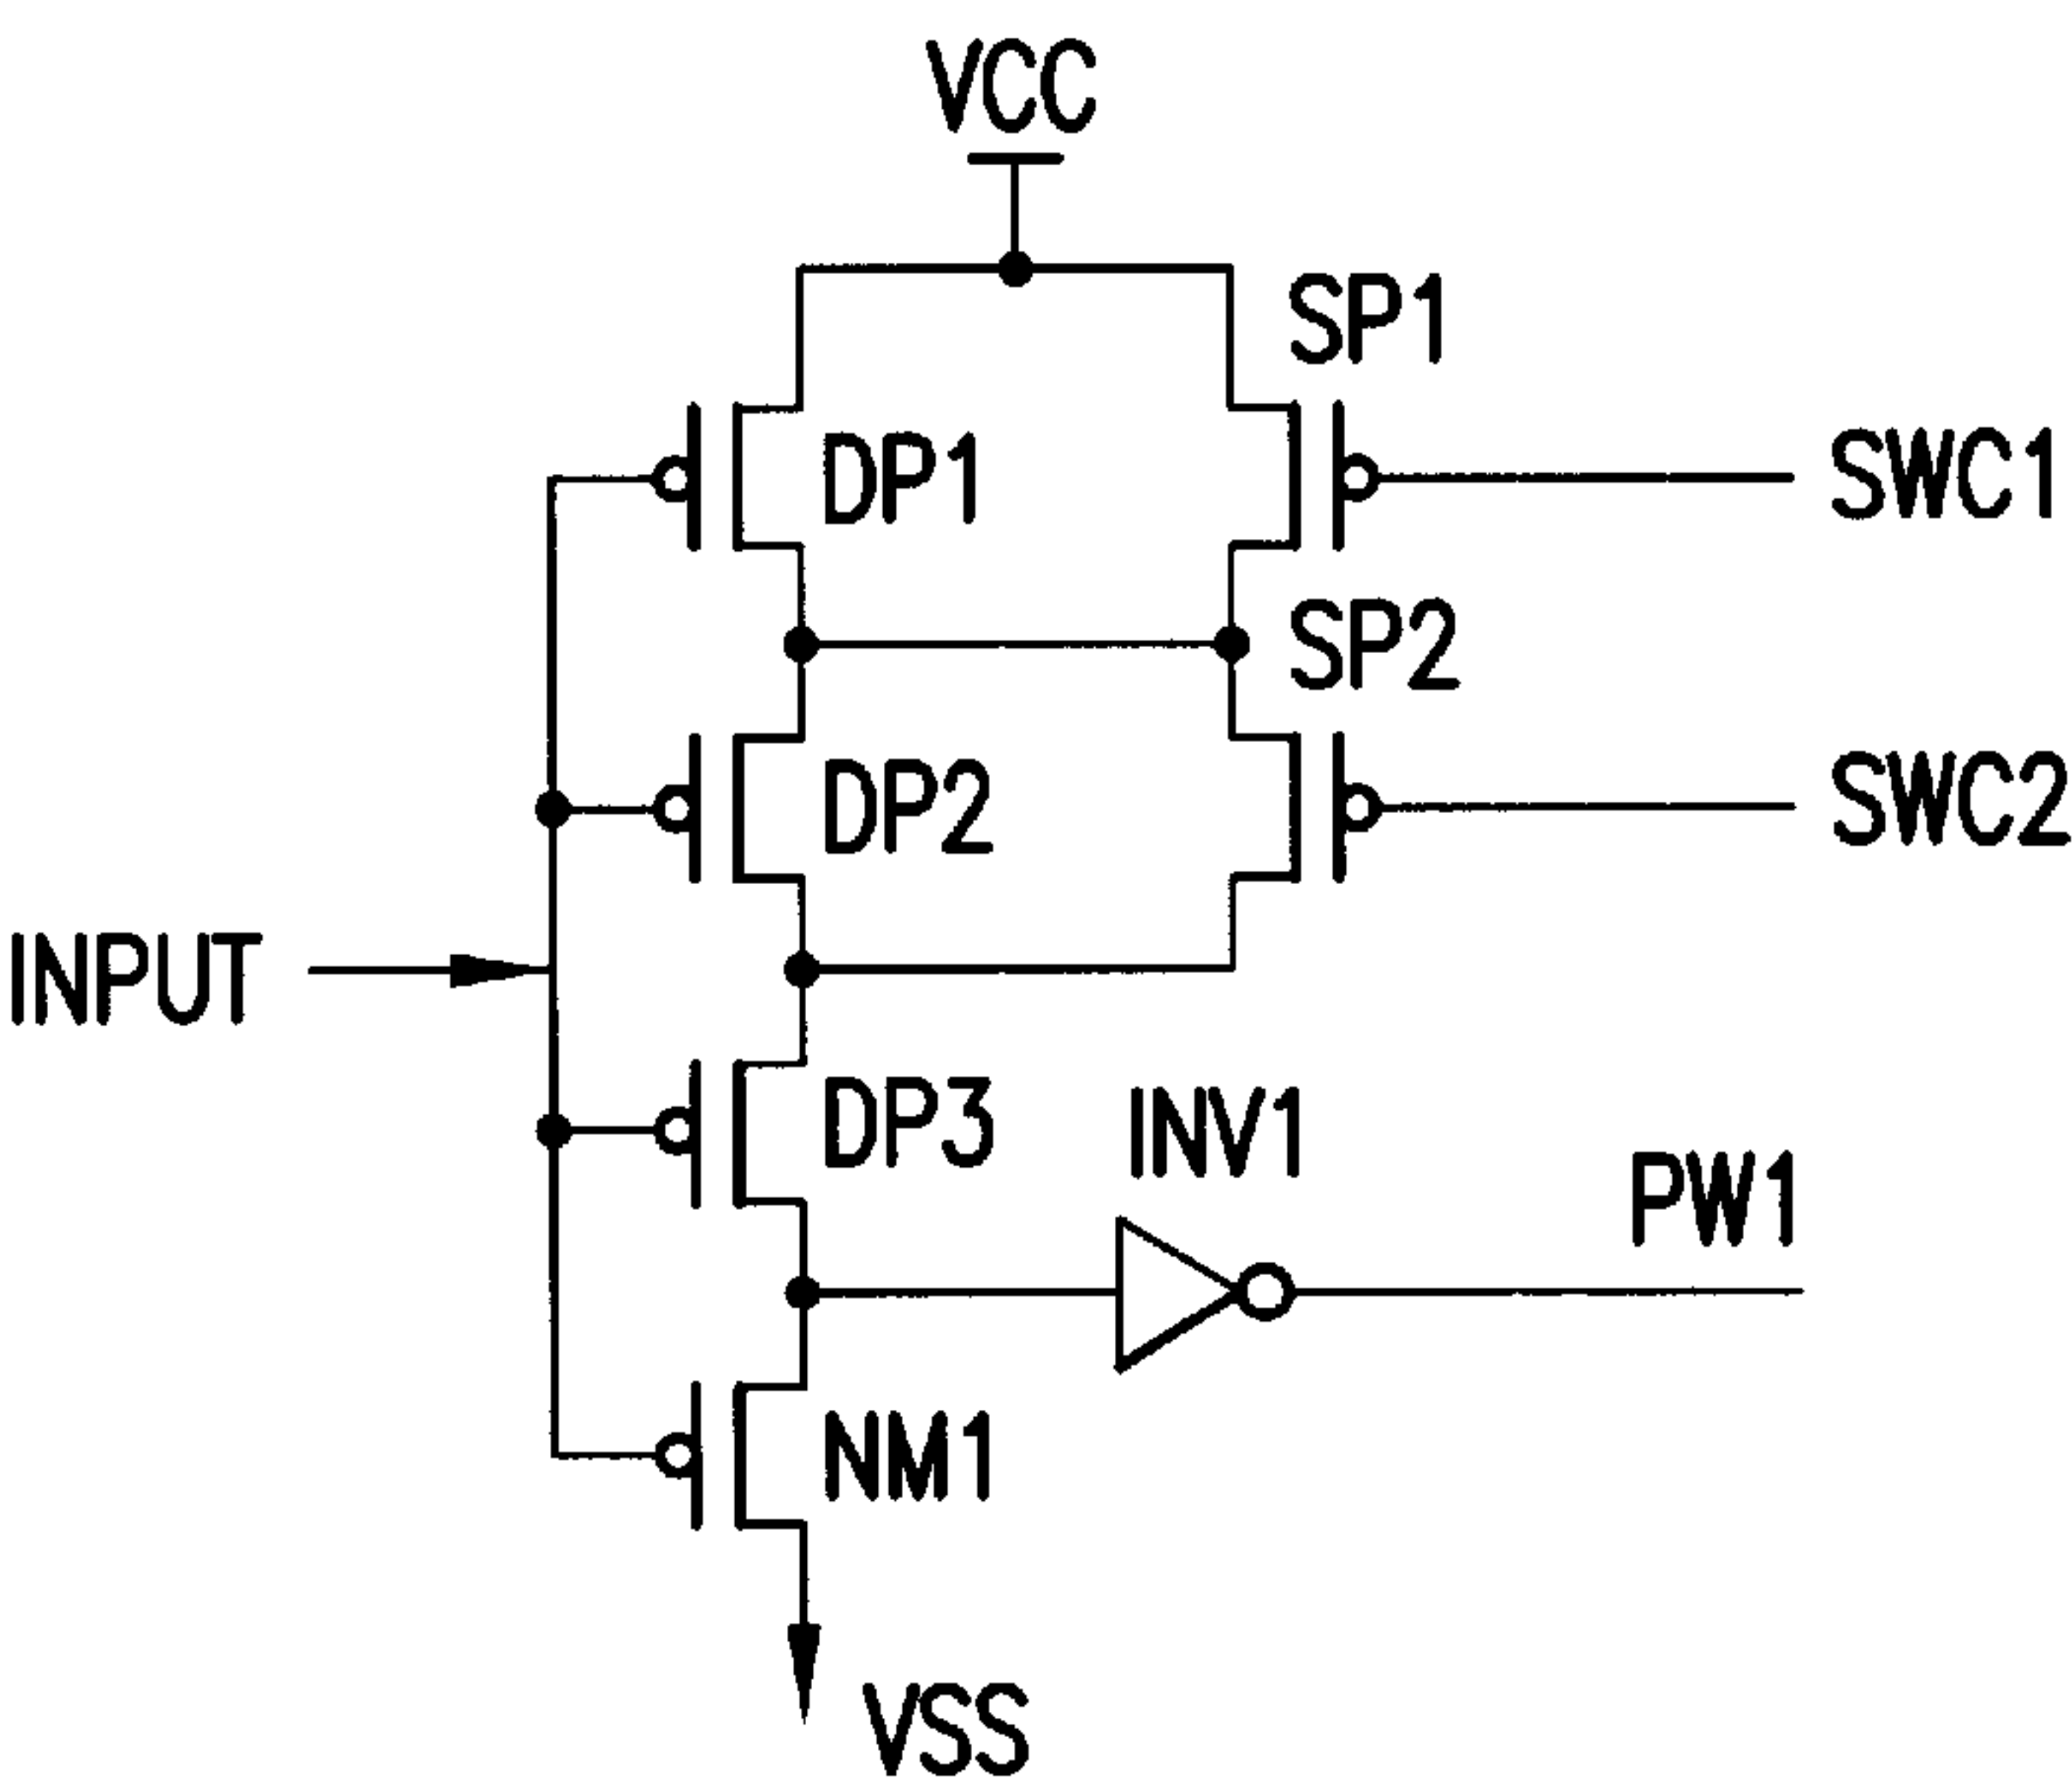 VCC
SP1
DP1
SWC1
SP2
DP2
SWC2
INPUT
DP3
INV1
PW1
NM1
VSS